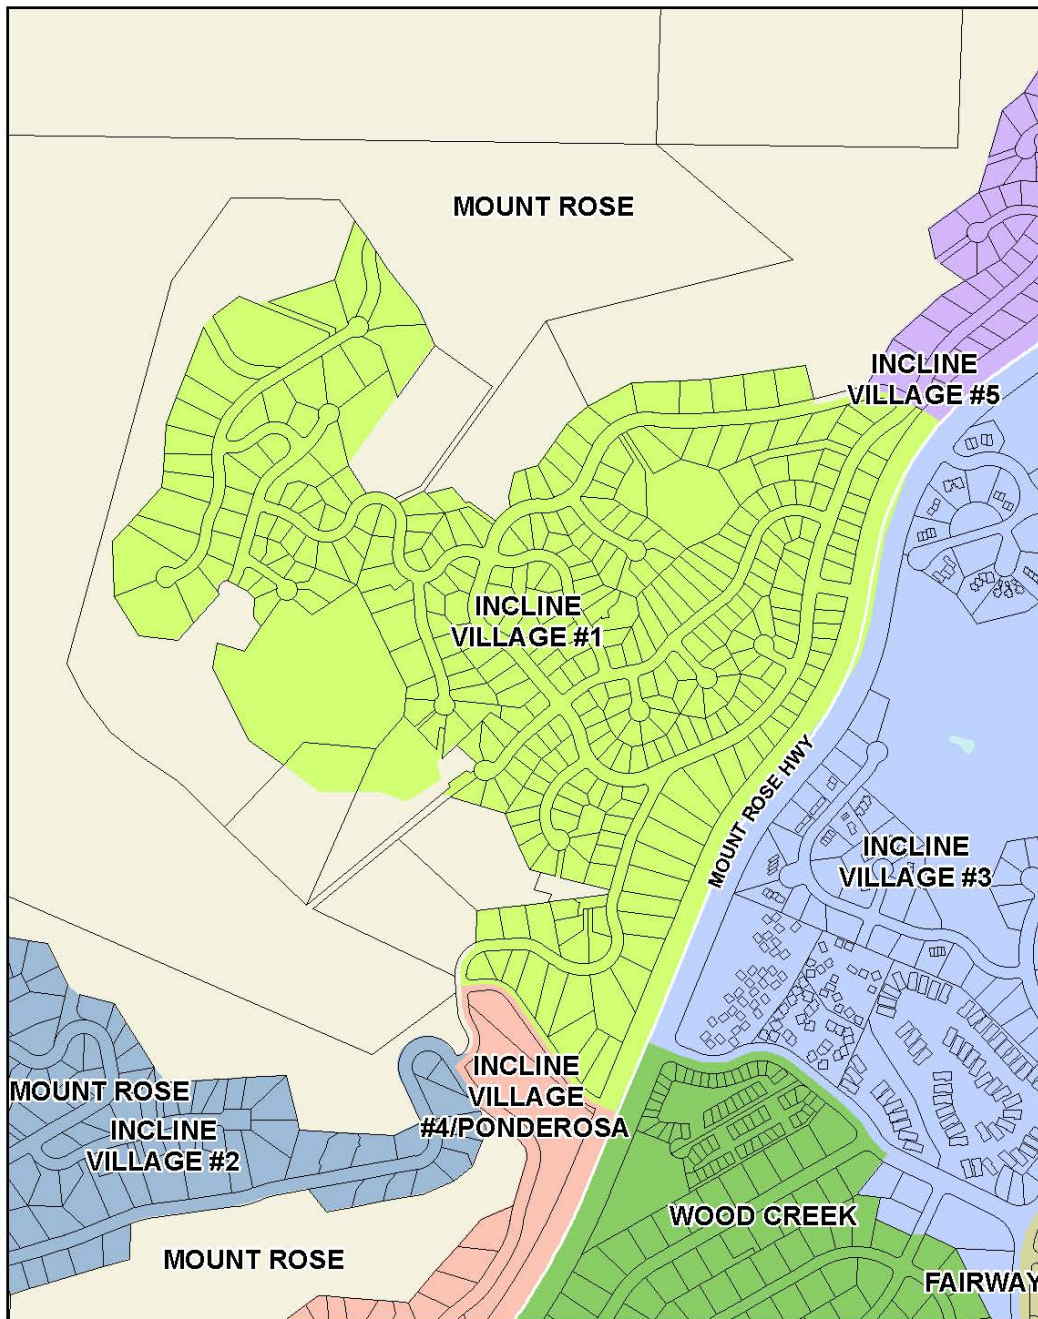 MOUNT ROSE
INCLINE
VILLAGE #5
INCLINE
VILLAGE #1
MOUNT ROSE HWY
INCLINE
VILLAGE #3
INCLINE
VILLAGE
#4/PONDEROSA
MOUNT ROSE
INCLINE
VILLAGE #2
WOOD CREEK
MOUNT ROSE
FAIRWAY